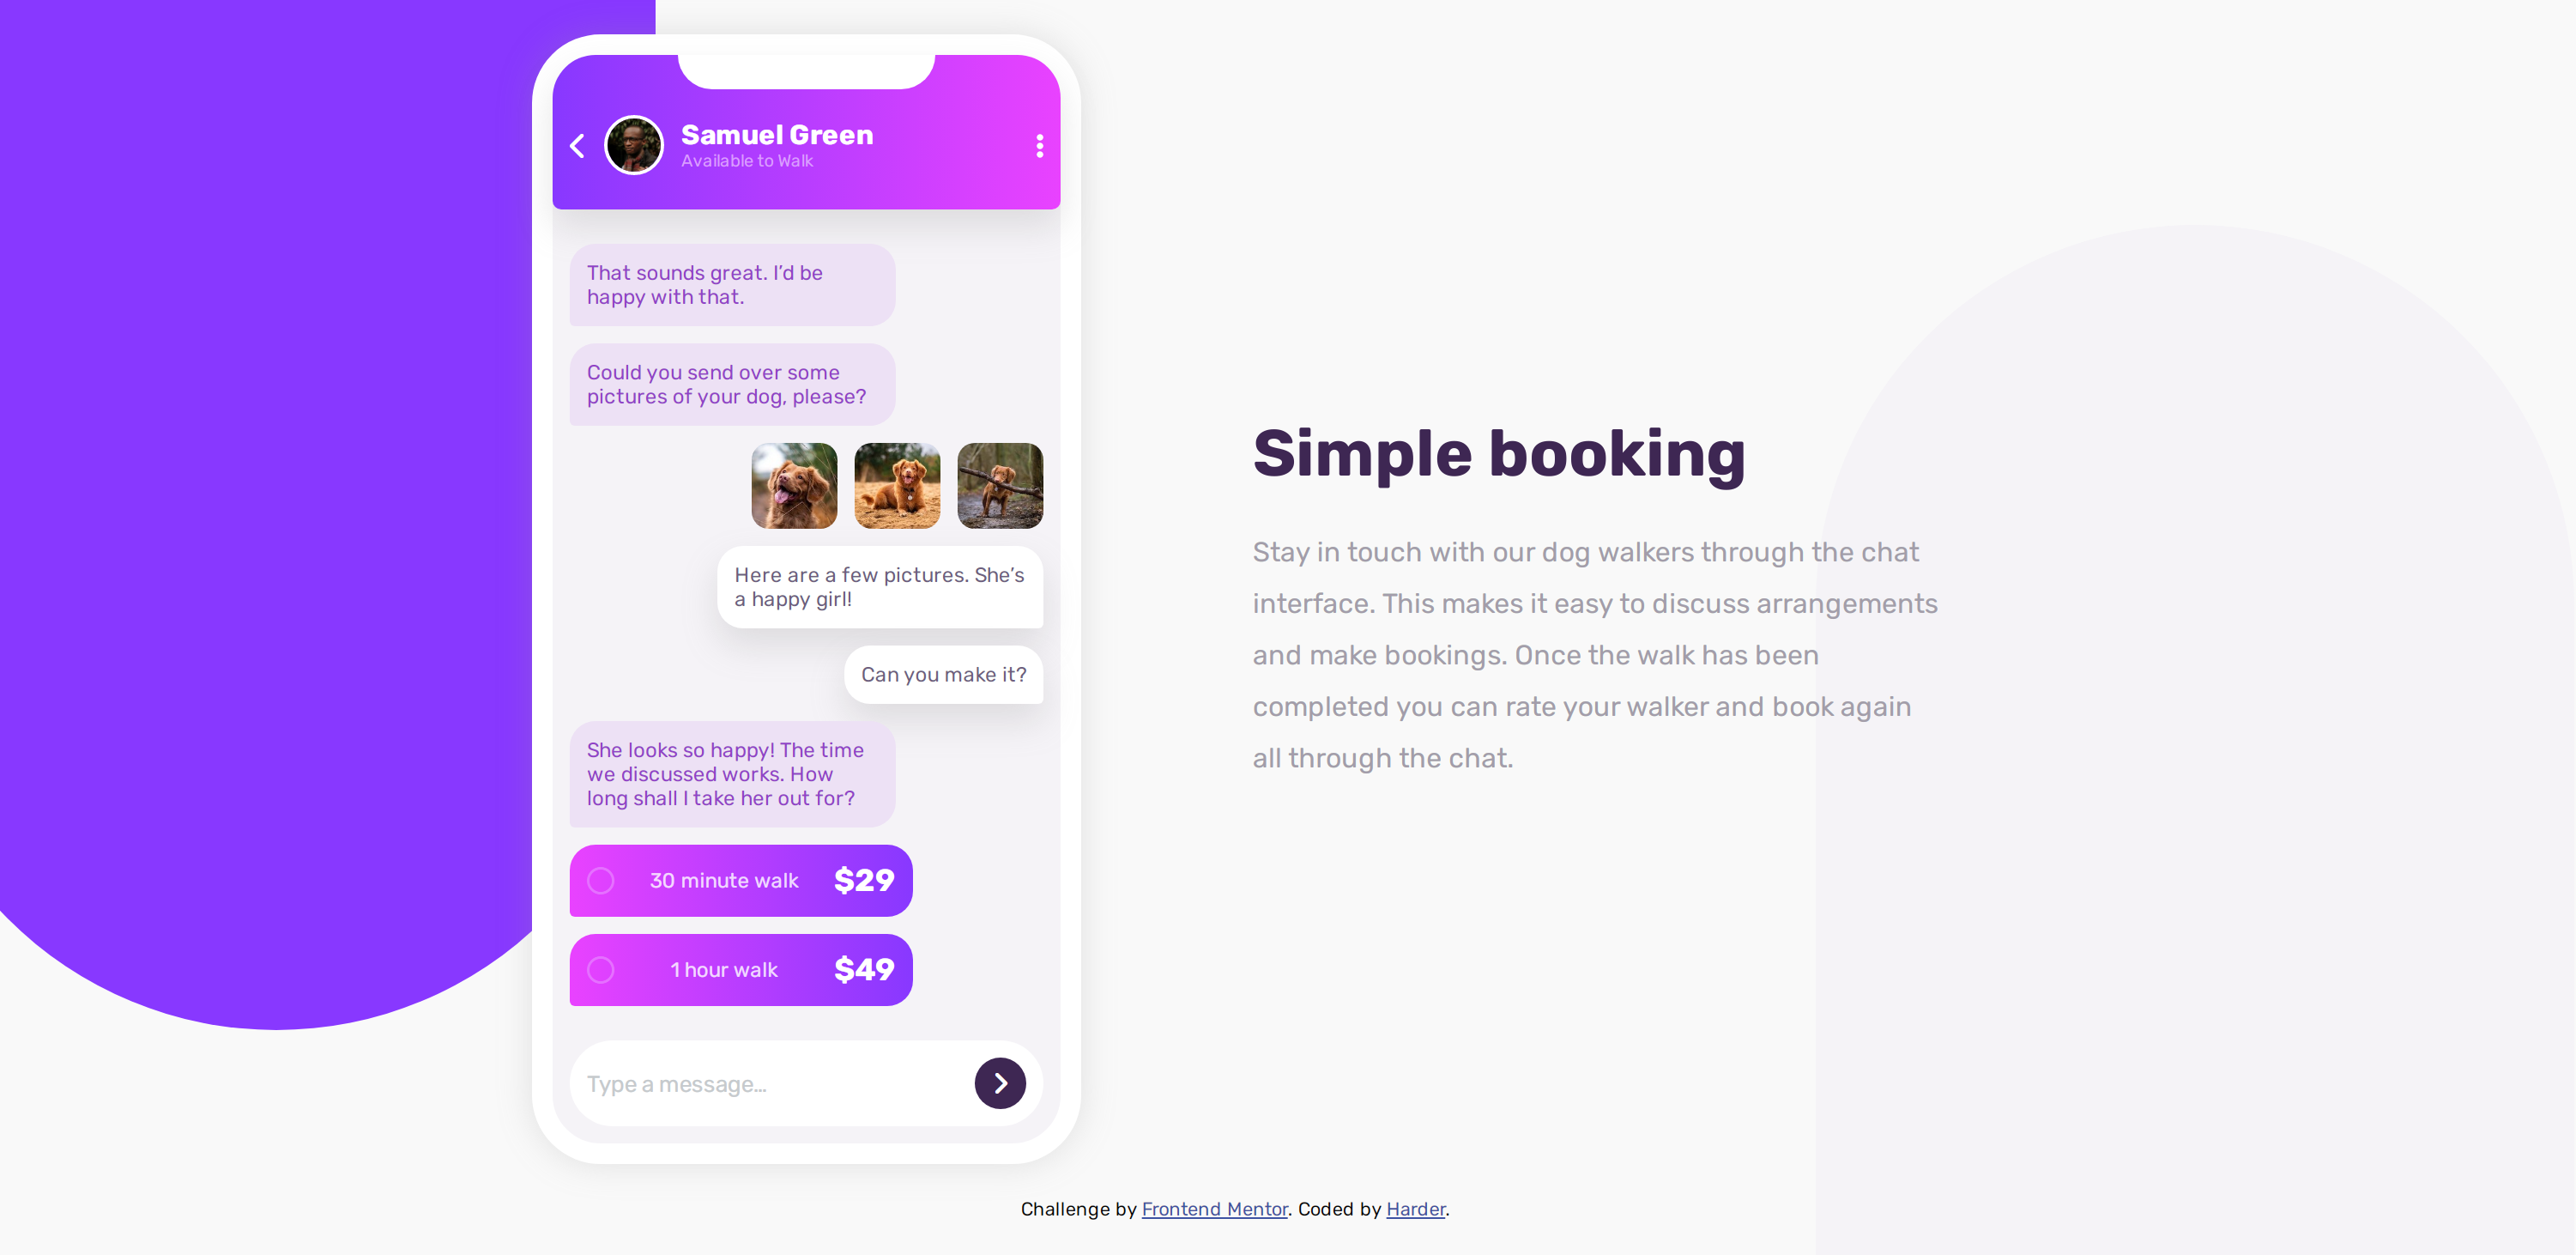 Samuel Green
Available to Walk
That sounds great. I’d be
happy with that.
Could you send over some
pictures of your dog, please?
Here are a few pictures. She’s
a happy girl!
Can you make it?
She looks so happy! The time
we discussed works. How
long shall I take her out for?
30 minute walk $29
1 hour walk $49
Type a message…
Simple booking
Stay in touch with our dog walkers through the chat
interface. This makes it easy to discuss arrangements
and make bookings. Once the walk has been
completed you can rate your walker and book again
all through the chat.
Challenge by Frontend Mentor. Coded by Harder.